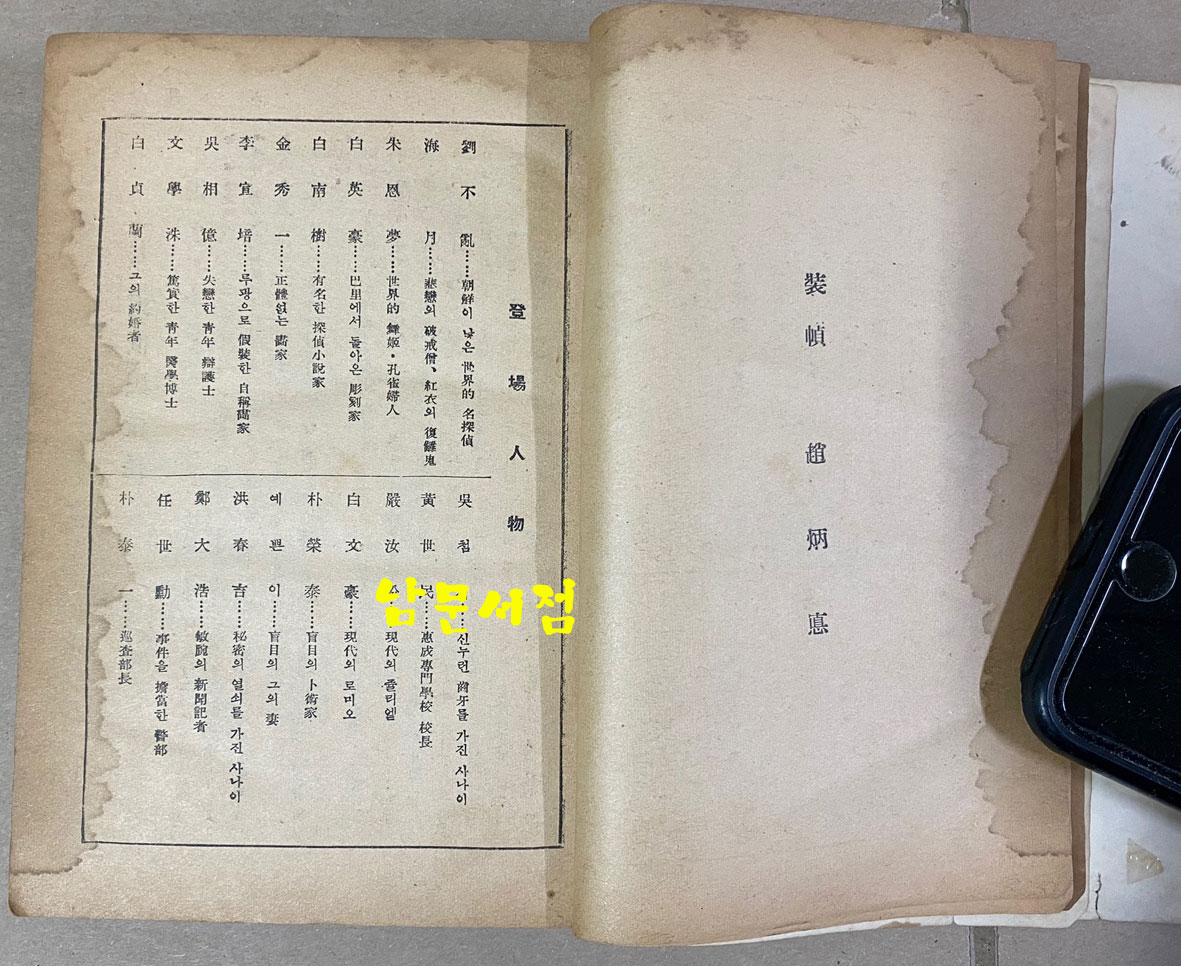 裝幀 趙炳悳
登場人物
劉不亂……朝鮮이 낳은 世界的 名探偵
海月……悲戀의 破戒僧、紅衣의 復讐鬼
朱恩夢……世界的 舞姬・孔雀婦人
白英豪……巴里에서 돌아온 彫刻家
白南樹……有名한 探偵小說家
金秀一……正體없는 畵家
李宣培……루팡으로 假裝한 自稱畵家
吳相億……失戀한 靑年 辯護士
文學洙……篤實한 靑年 醫學博士
白貞蘭……그의 約婚者
吳첨……신누런 齒牙를 가진 사나이
黃世民……惠成專門學校 校長
嚴汝……現代의 쥴리엘
白文豪……現代의 로미오
朴榮泰……盲目의 卜術家
예쁜이……盲目의 그의 妻
洪春吉……秘密의 열쇠를 가진 사나이
鄭大浩……敏腕의 新聞記者
任世勳……事件을 擔當한 警部
朴泰一……巡査部長
남문서점